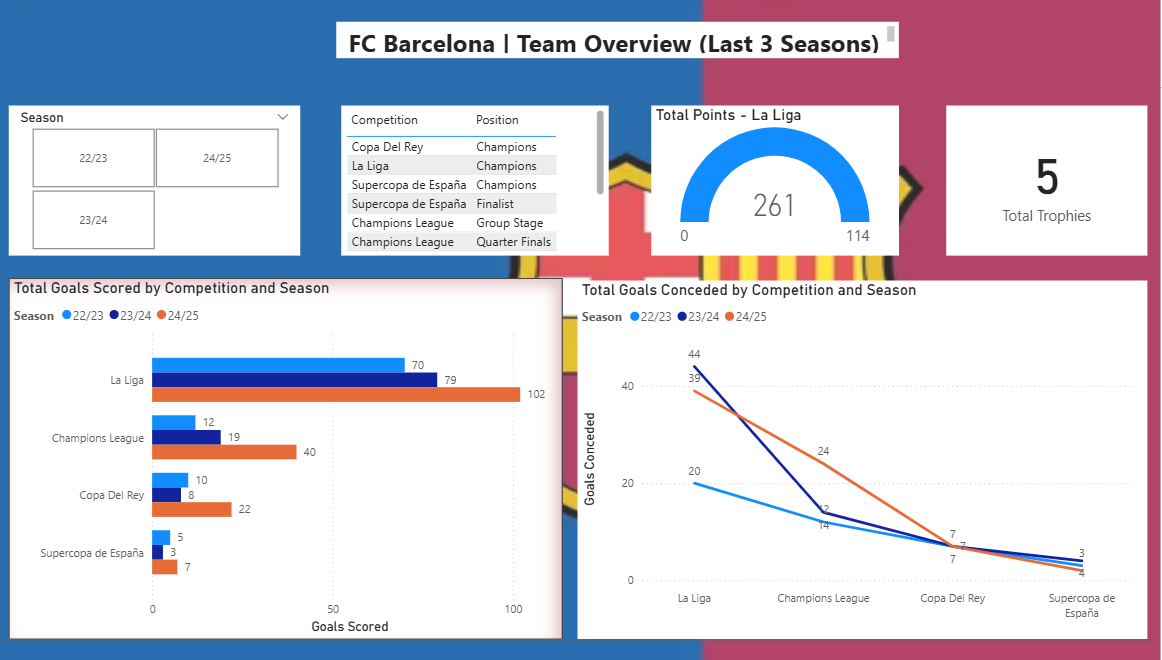 FC Barcelona | Team Overview (Last 3 Seasons)
Season
22/23
24/25
23/24
Competition Position
Copa Del Rey Champions
La Liga Champions
Supercopa de España Champions
Supercopa de España Finalist
Champions League Group Stage
Champions League Quarter Finals
Total Points - La Liga
261
0
114
5
Total Trophies
Total Goals Scored by Competition and Season
Season 22/23 23/24 24/25
La Liga
70
79
102
Champions League
12
19
40
Copa Del Rey
10
8
22
Supercopa de España
5
3
7
0 50 100
Goals Scored
Total Goals Conceded by Competition and Season
Season 22/23 23/24 24/25
Goals Conceded
40
20
0
44
39
20
24
12
14
7
7
7
3
4
La Liga
Champions League
Copa Del Rey
Supercopa de
España